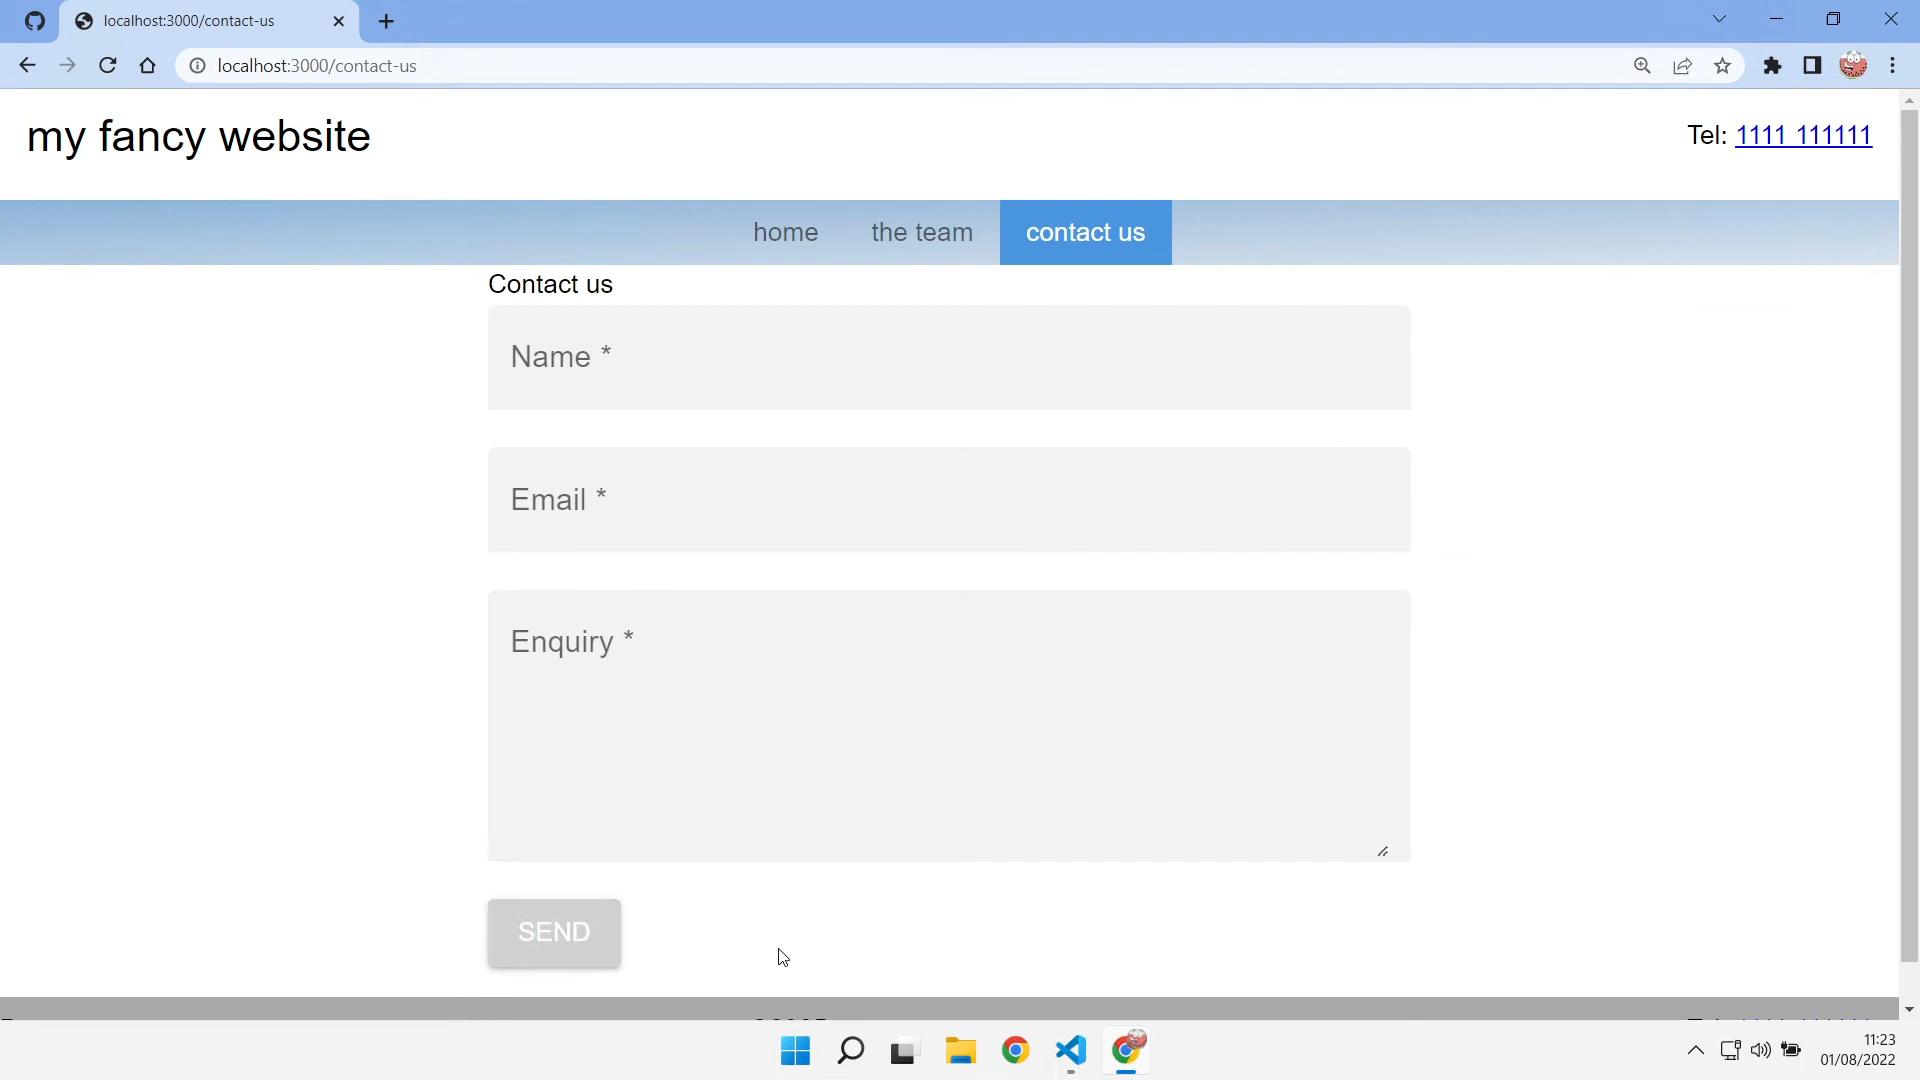 localhost:3000/contact-us
localhost:3000/contact-us
my fancy website
Tel: 1111 111111
home the team contact us
Contact us
Name *
Email *
Enquiry *
SEND
11:23
01/08/2022